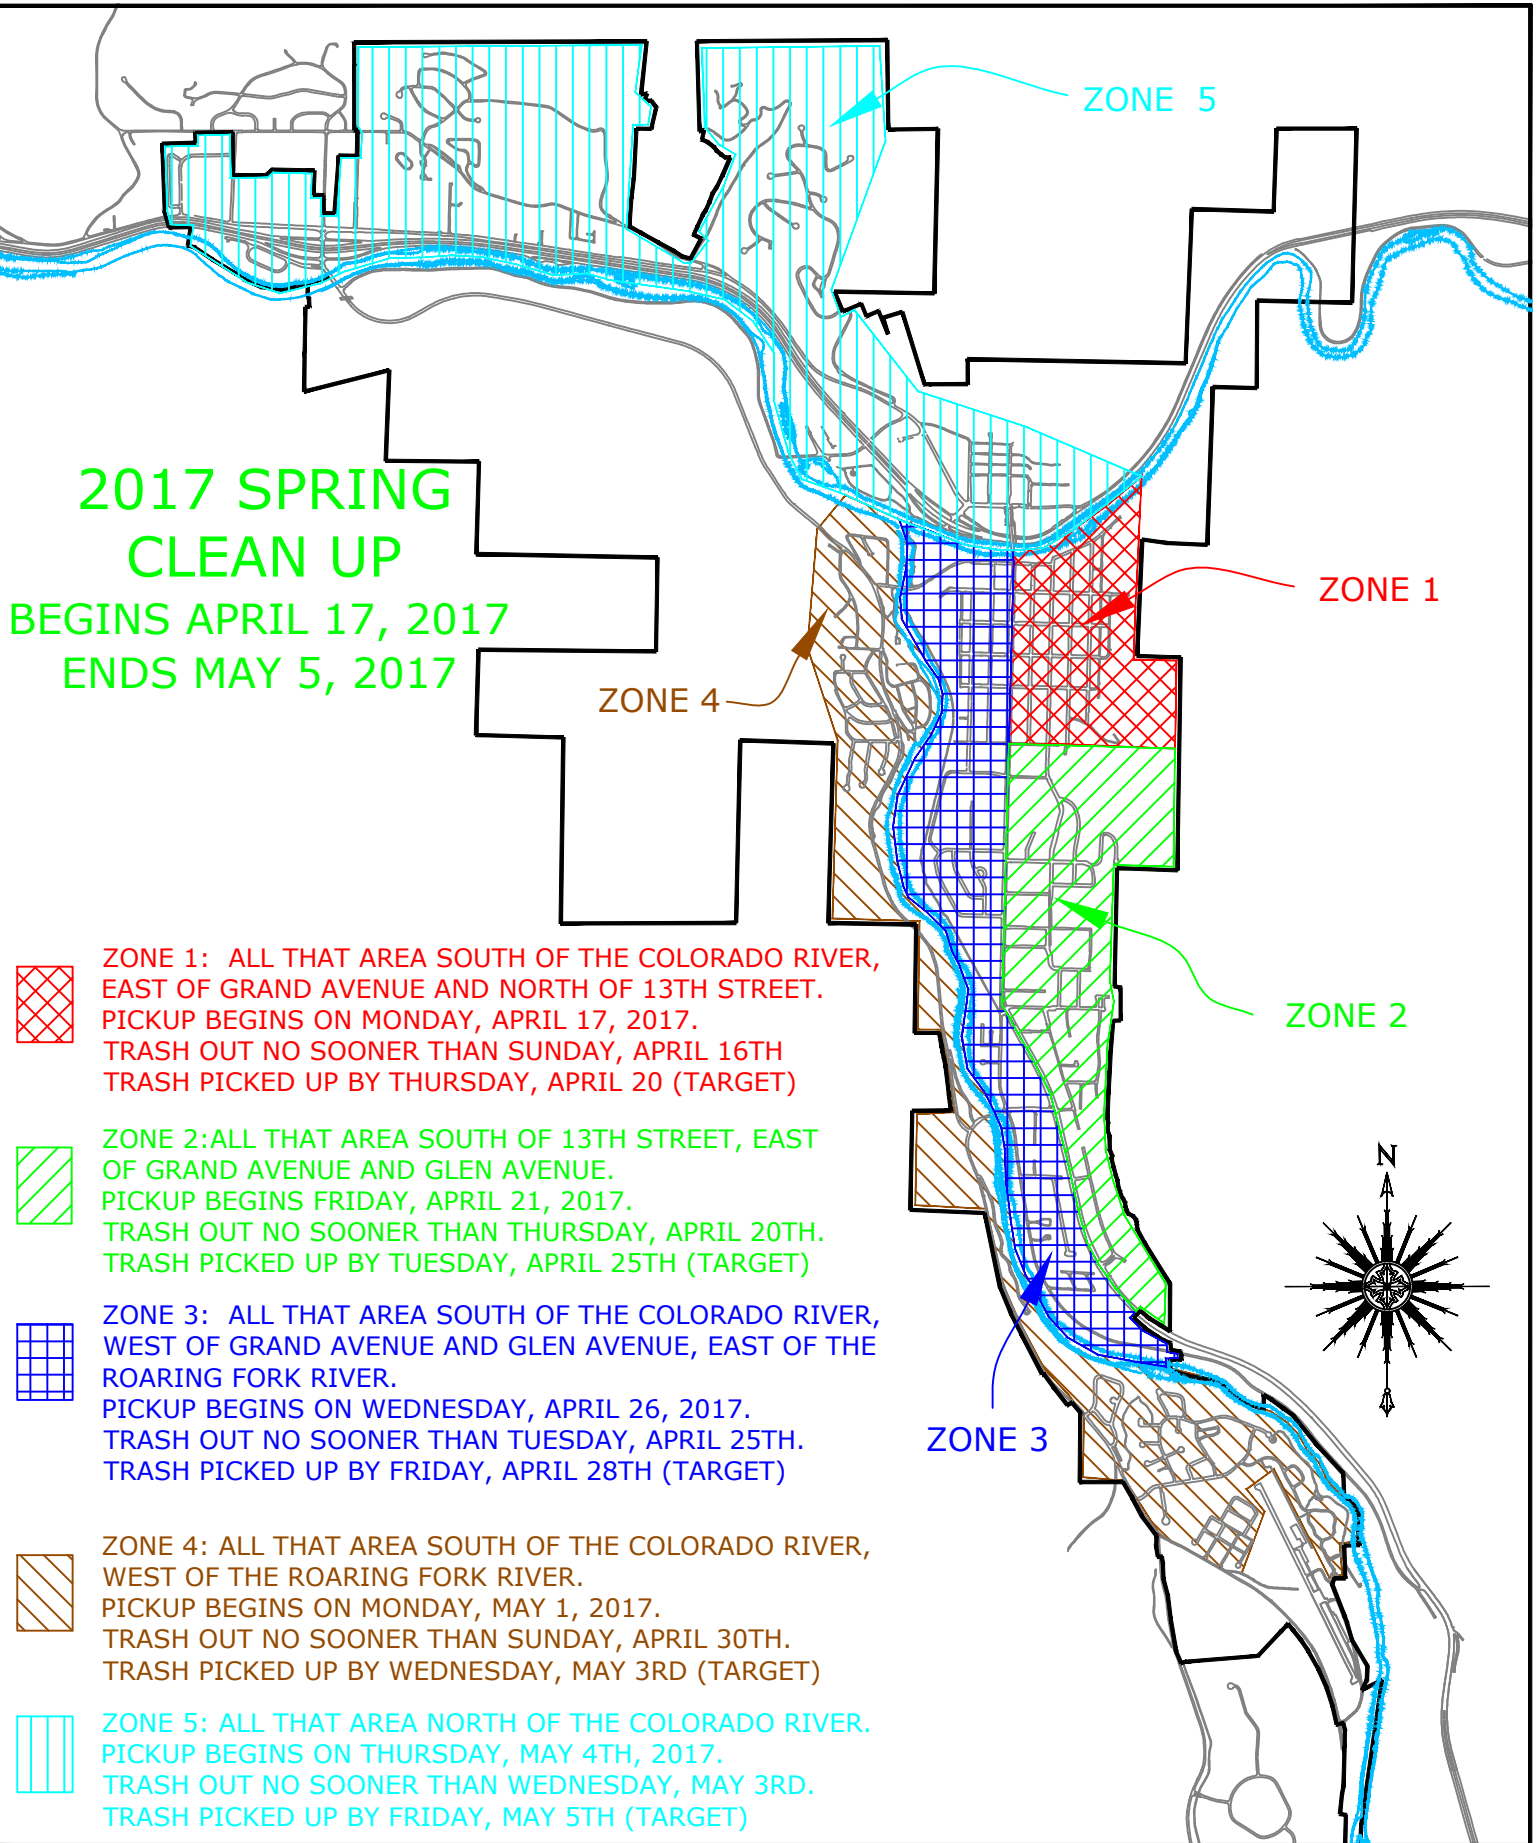 ZONE  5
2017 SPRING
CLEAN UP
BEGINS APRIL 17, 2017
ENDS MAY 5, 2017
ZONE 1
ZONE 4
ZONE 1:  ALL THAT AREA SOUTH OF THE COLORADO RIVER,
EAST OF GRAND AVENUE AND NORTH OF 13TH STREET.
PICKUP BEGINS ON MONDAY, APRIL 17, 2017.
TRASH OUT NO SOONER THAN SUNDAY, APRIL 16TH
TRASH PICKED UP BY THURSDAY, APRIL 20 (TARGET)
ZONE 2
ZONE 2:ALL THAT AREA SOUTH OF 13TH STREET, EAST
OF GRAND AVENUE AND GLEN AVENUE.
PICKUP BEGINS FRIDAY, APRIL 21, 2017.
TRASH OUT NO SOONER THAN THURSDAY, APRIL 20TH.
TRASH PICKED UP BY TUESDAY, APRIL 25TH (TARGET)
N
ZONE 3:  ALL THAT AREA SOUTH OF THE COLORADO RIVER,
WEST OF GRAND AVENUE AND GLEN AVENUE, EAST OF THE
ROARING FORK RIVER.
PICKUP BEGINS ON WEDNESDAY, APRIL 26, 2017.
TRASH OUT NO SOONER THAN TUESDAY, APRIL 25TH.
TRASH PICKED UP BY FRIDAY, APRIL 28TH (TARGET)
ZONE 3
ZONE 4: ALL THAT AREA SOUTH OF THE COLORADO RIVER,
WEST OF THE ROARING FORK RIVER.
PICKUP BEGINS ON MONDAY, MAY 1, 2017.
TRASH OUT NO SOONER THAN SUNDAY, APRIL 30TH.
TRASH PICKED UP BY WEDNESDAY, MAY 3RD (TARGET)
ZONE 5: ALL THAT AREA NORTH OF THE COLORADO RIVER.
PICKUP BEGINS ON THURSDAY, MAY 4TH, 2017.
TRASH OUT NO SOONER THAN WEDNESDAY, MAY 3RD.
TRASH PICKED UP BY FRIDAY, MAY 5TH (TARGET)